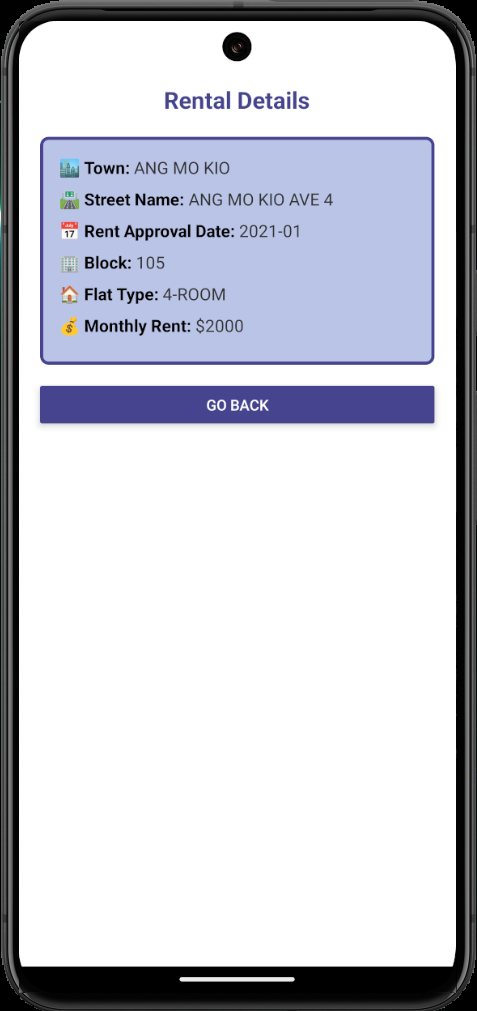 Rental Details
🏙️ Town: ANG MO KIO
🛣️ Street Name: ANG MO KIO AVE 4
📅 Rent Approval Date: 2021-01
🏢 Block: 105
🏠 Flat Type: 4-ROOM
💰 Monthly Rent: $2000
GO BACK